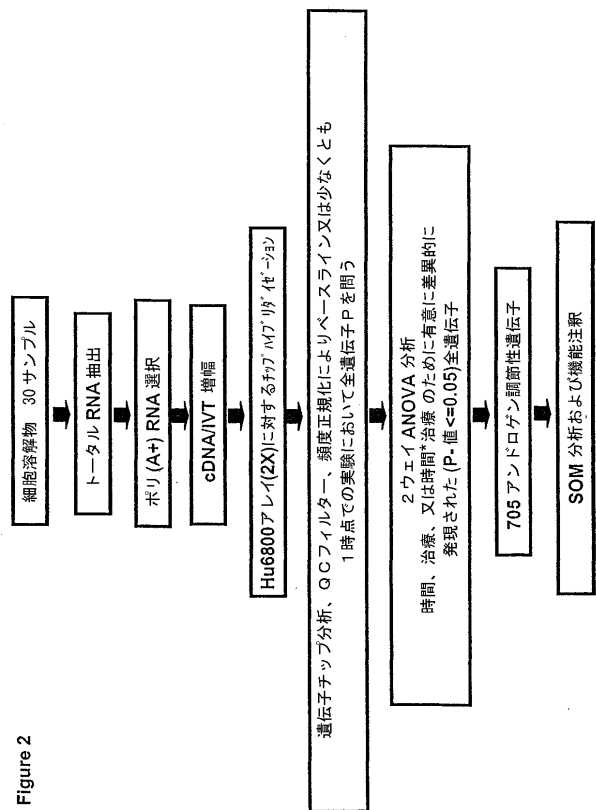 Figure 2
細胞溶解物 30 サンプル
トータル RNA 抽出
ポリ(A+) RNA 選択
cDNA/IVT 増幅
Hu6800アレイ(2X)に対するチップハイブリダイゼーション
遺伝子チップ分析、QCフィルター、頻度正規化によりベースライン又は少なくとも
1時点での実験において全遺伝子Pを問う
2ウェイ ANOVA 分析
時間、治療、又は時間*治療 のために有意に差異的に
発現された (P-値 <=0.05)全遺伝子
705 アンドロゲン調節性遺伝子
SOM 分析および機能注釈